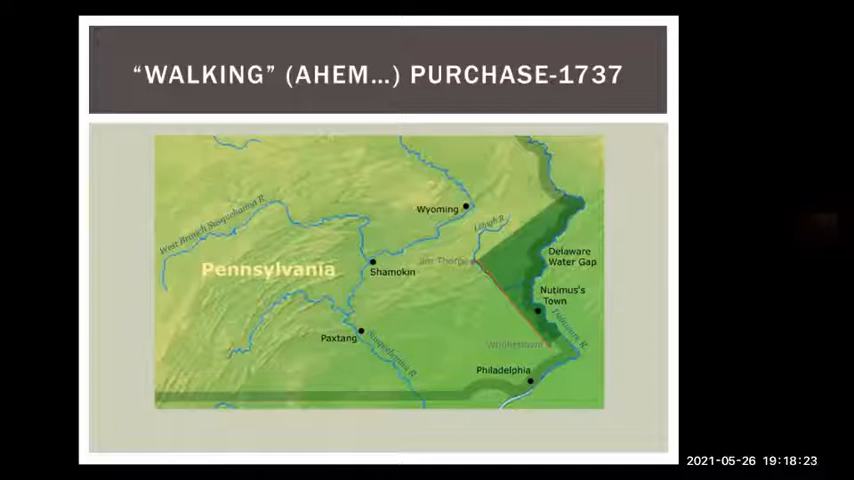 “WALKING” (AHEM…) PURCHASE-1737
Wyoming
West Branch Susquehanna R.
Lehigh R.
Delaware
Water Gap
Jim Thorpe
Pennsylvania
Shamokin
Nutimus's
Town
Delaware R.
Paxtang
Susquehanna R.
Wrightstown
Philadelphia
2021-05-26 19:18:23